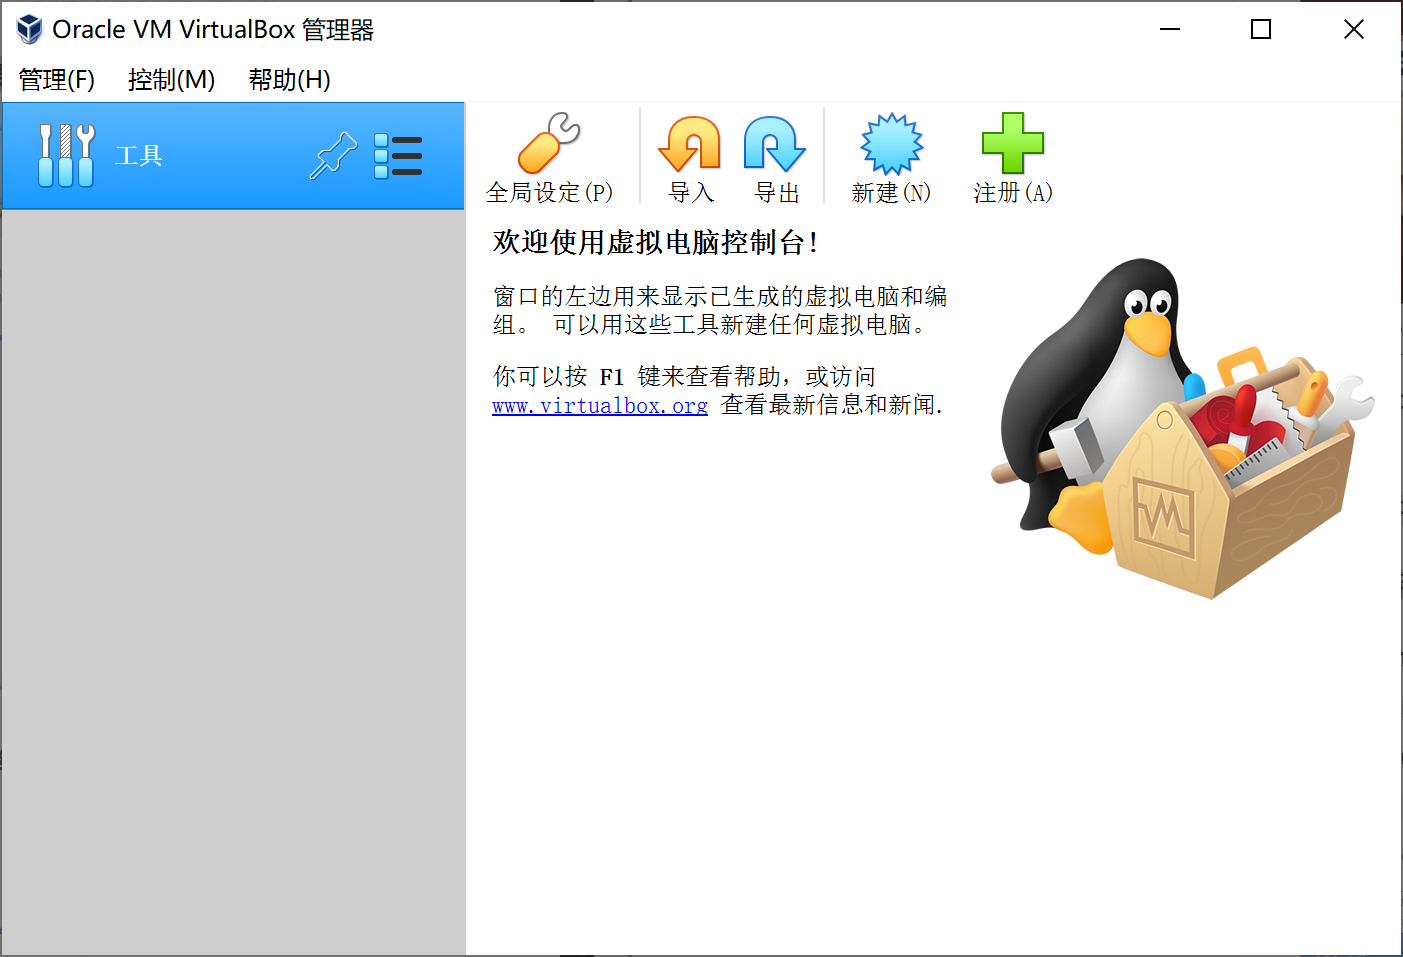 Oracle VM VirtualBox 管理器
管理(F) 控制(M) 帮助(H)
工具
全局设定(P) 导入 导出 新建(N) 注册(A)
欢迎使用虚拟电脑控制台!
窗口的左边用来显示已生成的虚拟电脑和编
组。 可以用这些工具新建任何虚拟电脑。
你可以按 F1 键来查看帮助，或访问
www.virtualbox.org 查看最新信息和新闻.